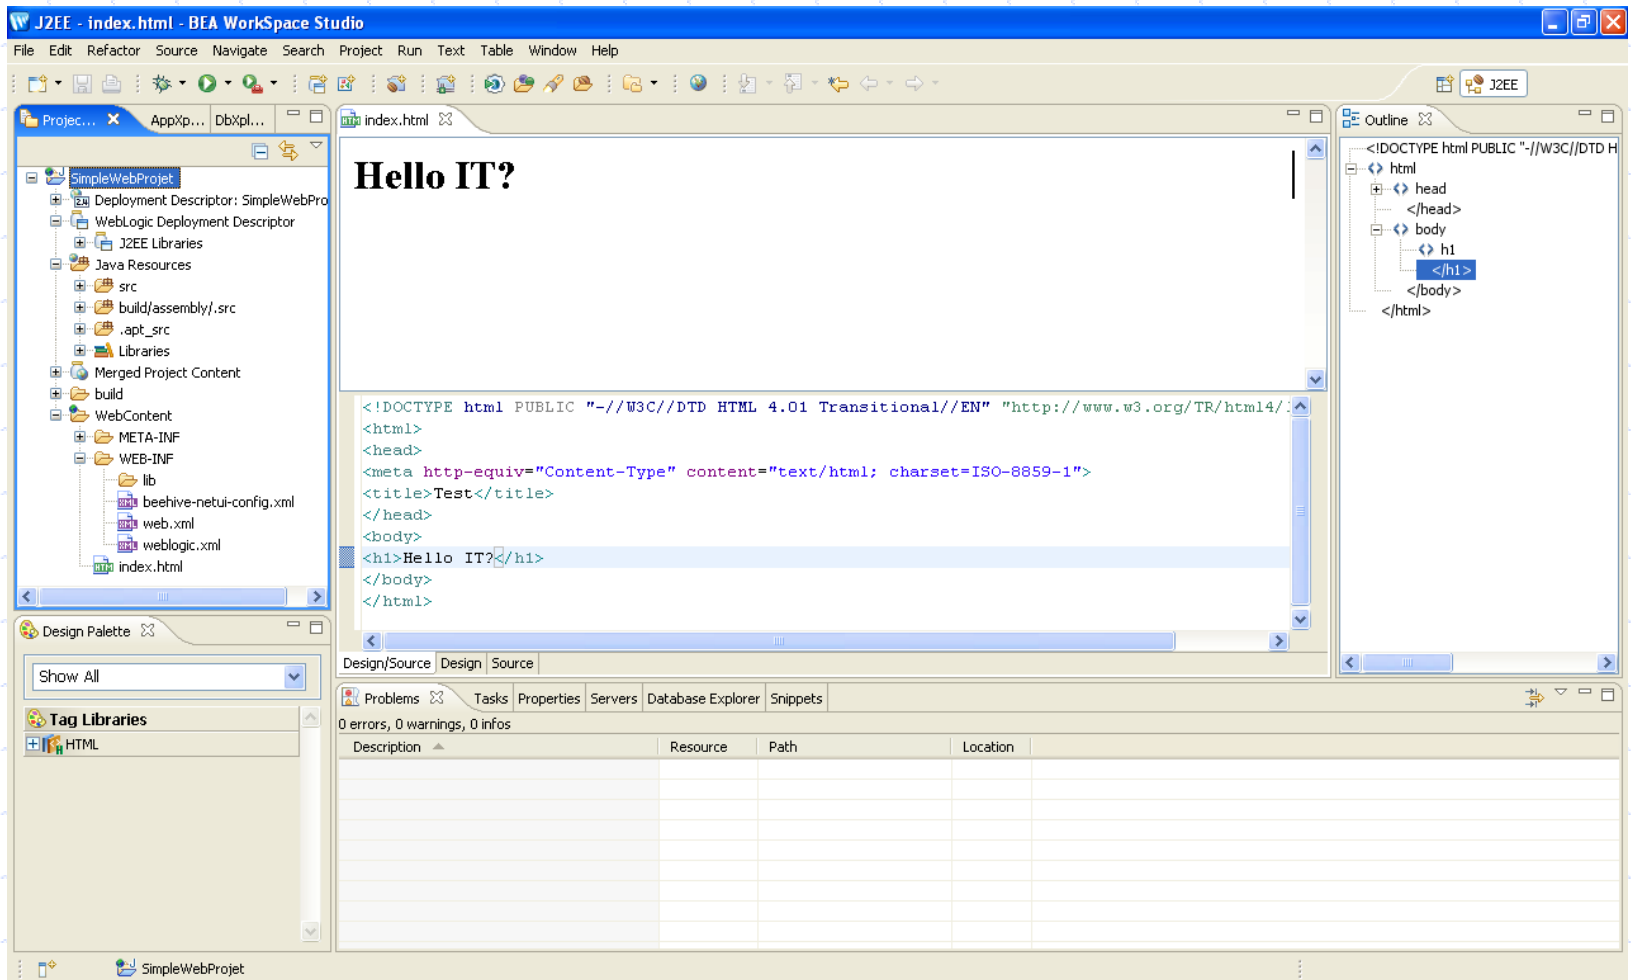 J2EE - index.html - BEA WorkSpace Studio
File Edit Refactor Source Navigate Search Project Run Text Table Window Help
J2EE
Projec... AppXp... DbXpl...
SimpleWebProjet
Deployment Descriptor: SimpleWebPro
WebLogic Deployment Descriptor
J2EE Libraries
Java Resources
src
build/assembly/.src
.apt_src
Libraries
Merged Project Content
build
WebContent
META-INF
WEB-INF
lib
beehive-netui-config.xml
web.xml
weblogic.xml
index.html
Design Palette
Show All
Tag Libraries
HTML
index.html
Hello IT?
<!DOCTYPE html PUBLIC "-//W3C//DTD HTML 4.01 Transitional//EN" "http://www.w3.org/TR/html4/
<html>
<head>
<meta http-equiv="Content-Type" content="text/html; charset=ISO-8859-1">
<title>Test</title>
</head>
<body>
<h1>Hello IT?</h1>
</body>
</html>
Design/Source Design Source
Outline
<!DOCTYPE html PUBLIC "-//W3C//DTD H
html
head
</head>
body
h1
</h1>
</body>
</html>
Problems Tasks Properties Servers Database Explorer Snippets
0 errors, 0 warnings, 0 infos
Description Resource Path Location
SimpleWebProjet